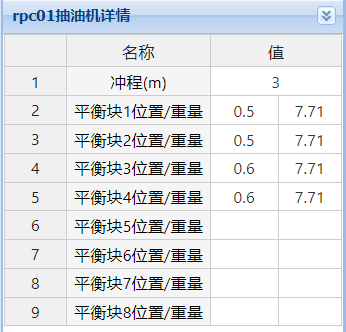 rpc01抽油机详情
名称 值
1 冲程(m) 3
2 平衡块1位置/重量 0.5 7.71
3 平衡块2位置/重量 0.5 7.71
4 平衡块3位置/重量 0.6 7.71
5 平衡块4位置/重量 0.6 7.71
6 平衡块5位置/重量
7 平衡块6位置/重量
8 平衡块7位置/重量
9 平衡块8位置/重量